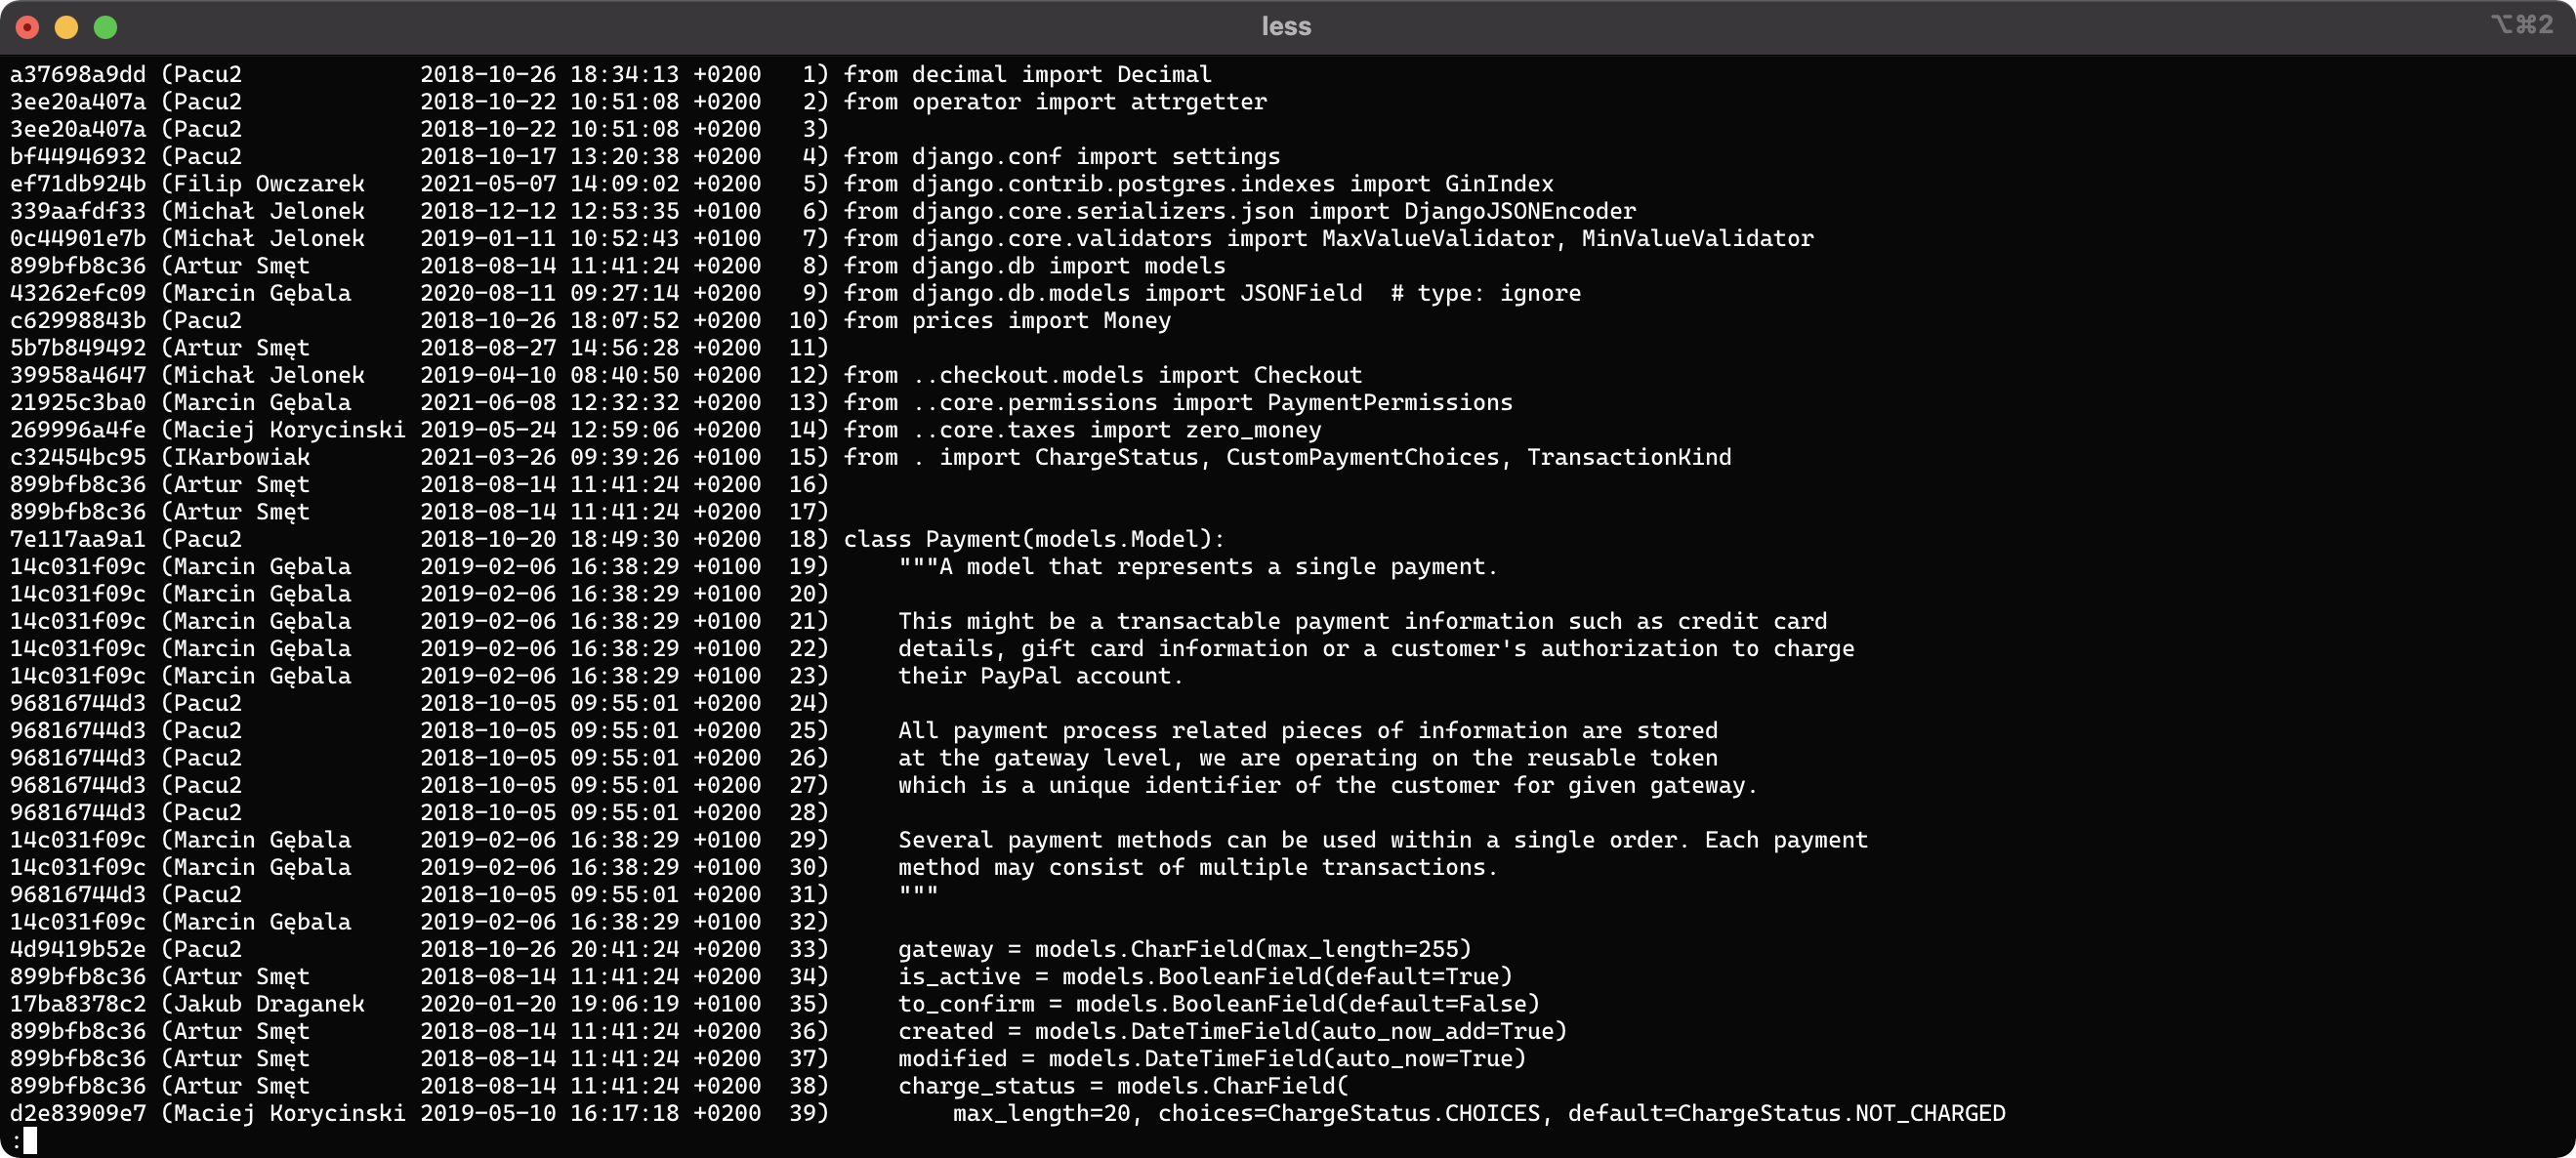 less
⌥⌘2
a37698a9dd (Pacu2             2018-10-26 18:34:13 +0200   1) from decimal import Decimal
3ee20a407a (Pacu2             2018-10-22 10:51:08 +0200   2) from operator import attrgetter
3ee20a407a (Pacu2             2018-10-22 10:51:08 +0200   3)
bf44946932 (Pacu2             2018-10-17 13:20:38 +0200   4) from django.conf import settings
ef71db924b (Filip Owczarek    2021-05-07 14:09:02 +0200   5) from django.contrib.postgres.indexes import GinIndex
339aafdf33 (Michał Jelonek    2018-12-12 12:53:35 +0100   6) from django.core.serializers.json import DjangoJSONEncoder
0c44901e7b (Michał Jelonek    2019-01-11 10:52:43 +0100   7) from django.core.validators import MaxValueValidator, MinValueValidator
899bfb8c36 (Artur Smęt        2018-08-14 11:41:24 +0200   8) from django.db import models
43262efc09 (Marcin Gębala     2020-08-11 09:27:14 +0200   9) from django.db.models import JSONField  # type: ignore
c62998843b (Pacu2             2018-10-26 18:07:52 +0200  10) from prices import Money
5b7b849492 (Artur Smęt        2018-08-27 14:56:28 +0200  11)
39958a4647 (Michał Jelonek    2019-04-10 08:40:50 +0200  12) from ..checkout.models import Checkout
21925c3ba0 (Marcin Gębala     2021-06-08 12:32:32 +0200  13) from ..core.permissions import PaymentPermissions
269996a4fe (Maciej Korycinski 2019-05-24 12:59:06 +0200  14) from ..core.taxes import zero_money
c32454bc95 (IKarbowiak        2021-03-26 09:39:26 +0100  15) from . import ChargeStatus, CustomPaymentChoices, TransactionKind
899bfb8c36 (Artur Smęt        2018-08-14 11:41:24 +0200  16)
899bfb8c36 (Artur Smęt        2018-08-14 11:41:24 +0200  17)
7e117aa9a1 (Pacu2             2018-10-20 18:49:30 +0200  18) class Payment(models.Model):
14c031f09c (Marcin Gębala     2019-02-06 16:38:29 +0100  19)     """A model that represents a single payment.
14c031f09c (Marcin Gębala     2019-02-06 16:38:29 +0100  20)
14c031f09c (Marcin Gębala     2019-02-06 16:38:29 +0100  21)     This might be a transactable payment information such as credit card
14c031f09c (Marcin Gębala     2019-02-06 16:38:29 +0100  22)     details, gift card information or a customer's authorization to charge
14c031f09c (Marcin Gębala     2019-02-06 16:38:29 +0100  23)     their PayPal account.
96816744d3 (Pacu2             2018-10-05 09:55:01 +0200  24)
96816744d3 (Pacu2             2018-10-05 09:55:01 +0200  25)     All payment process related pieces of information are stored
96816744d3 (Pacu2             2018-10-05 09:55:01 +0200  26)     at the gateway level, we are operating on the reusable token
96816744d3 (Pacu2             2018-10-05 09:55:01 +0200  27)     which is a unique identifier of the customer for given gateway.
96816744d3 (Pacu2             2018-10-05 09:55:01 +0200  28)
14c031f09c (Marcin Gębala     2019-02-06 16:38:29 +0100  29)     Several payment methods can be used within a single order. Each payment
14c031f09c (Marcin Gębala     2019-02-06 16:38:29 +0100  30)     method may consist of multiple transactions.
96816744d3 (Pacu2             2018-10-05 09:55:01 +0200  31)     """
14c031f09c (Marcin Gębala     2019-02-06 16:38:29 +0100  32)
4d9419b52e (Pacu2             2018-10-26 20:41:24 +0200  33)     gateway = models.CharField(max_length=255)
899bfb8c36 (Artur Smęt        2018-08-14 11:41:24 +0200  34)     is_active = models.BooleanField(default=True)
17ba8378c2 (Jakub Draganek    2020-01-20 19:06:19 +0100  35)     to_confirm = models.BooleanField(default=False)
899bfb8c36 (Artur Smęt        2018-08-14 11:41:24 +0200  36)     created = models.DateTimeField(auto_now_add=True)
899bfb8c36 (Artur Smęt        2018-08-14 11:41:24 +0200  37)     modified = models.DateTimeField(auto_now=True)
899bfb8c36 (Artur Smęt        2018-08-14 11:41:24 +0200  38)     charge_status = models.CharField(
d2e83909e7 (Maciej Korycinski 2019-05-10 16:17:18 +0200  39)         max_length=20, choices=ChargeStatus.CHOICES, default=ChargeStatus.NOT_CHARGED
: